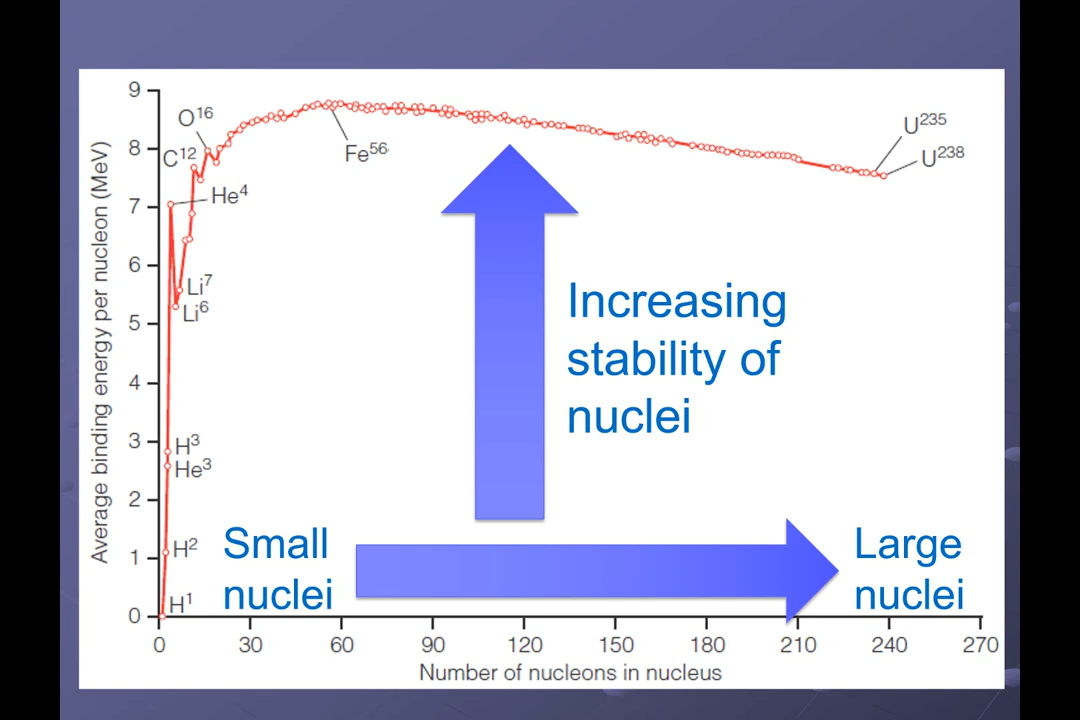 9
8
7
6
5
4
3
2
1
0
Average binding energy per nucleon (MeV)
O16
C12
He4
Li7
Li6
H3
He3
H2
H1
Fe56
U235
U238
Increasing
stability of
nuclei
Small
nuclei
Large
nuclei
0 30 60 90 120 150 180 210 240 270
Number of nucleons in nucleus